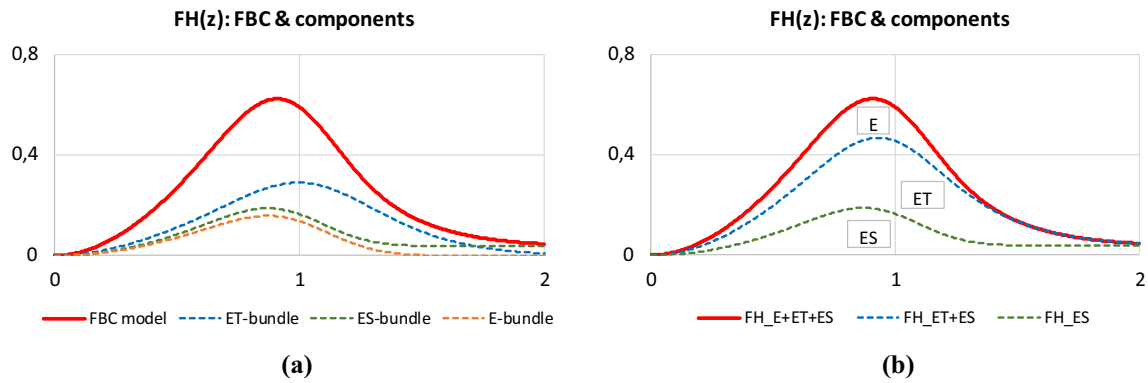 FH(z): FBC & components
0,8
0,4
0
0
1
2
FBC model
ET-bundle
ES-bundle
E-bundle
(a)
FH(z): FBC & components
0,8
0,4
0
E
ET
ES
0
1
2
FH_E+ET+ES
FH_ET+ES
FH_ES
(b)